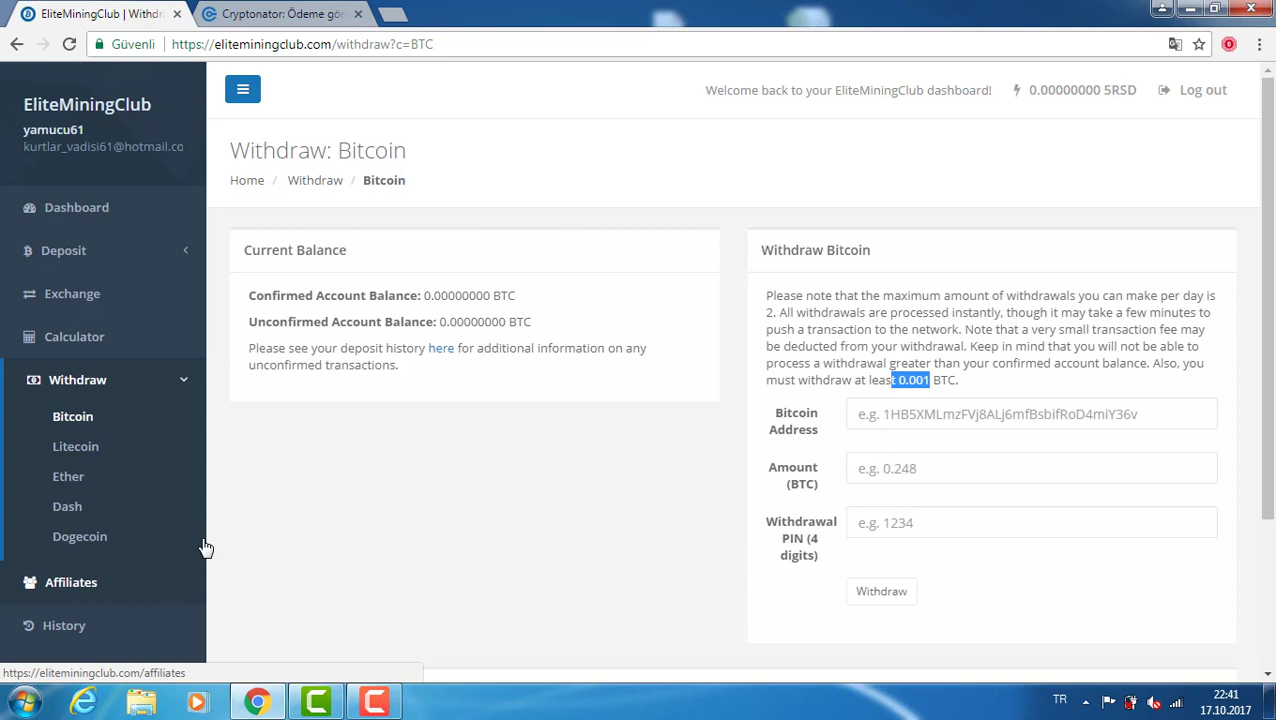 EliteMiningClub | Withdr
Cryptonator: Ödeme gör
Güvenli
https://eliteminingclub.com/withdraw?c=BTC
EliteMiningClub
yamucu61
kurtlar_vadisi61@hotmail.co
Welcome back to your EliteMiningClub dashboard!
0.00000000 5RSD
Log out
Dashboard
Deposit
Exchange
Calculator
Withdraw
Bitcoin
Litecoin
Ether
Dash
Dogecoin
Affiliates
History
Withdraw: Bitcoin
Home / Withdraw / Bitcoin
Current Balance
Confirmed Account Balance: 0.00000000 BTC
Unconfirmed Account Balance: 0.00000000 BTC
Please see your deposit history here for additional information on any
unconfirmed transactions.
Withdraw Bitcoin
Please note that the maximum amount of withdrawals you can make per day is
2. All withdrawals are processed instantly, though it may take a few minutes to
push a transaction to the network. Note that a very small transaction fee may
be deducted from your withdrawal. Keep in mind that you will not be able to
process a withdrawal greater than your confirmed account balance. Also, you
must withdraw at least 0.001 BTC.
Bitcoin
Address
e.g. 1HB5XMLmzFVj8ALj6mfBsbifRoD4miY36v
Amount
(BTC)
e.g. 0.248
Withdrawal
PIN (4
digits)
e.g. 1234
Withdraw
https://eliteminingclub.com/affiliates
TR
22:41
17.10.2017